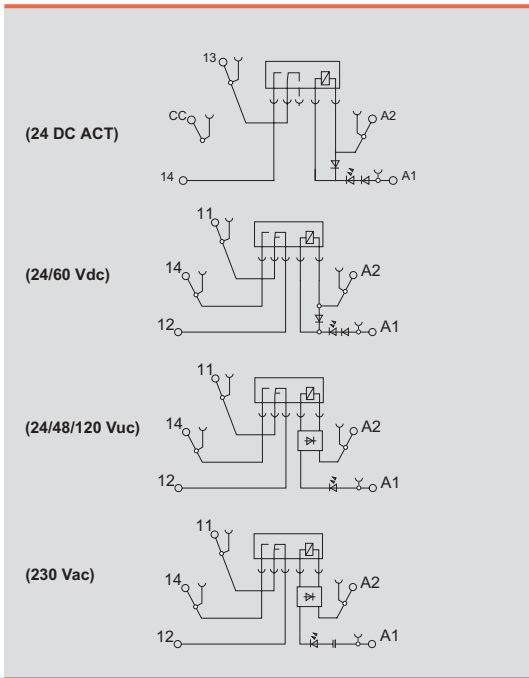 13
CC
A2
(24 DC ACT)
14
A1
11
14
A2
(24/60 Vdc)
12
A1
11
14
A2
(24/48/120 Vuc)
12
A1
11
14
A2
(230 Vac)
12
A1